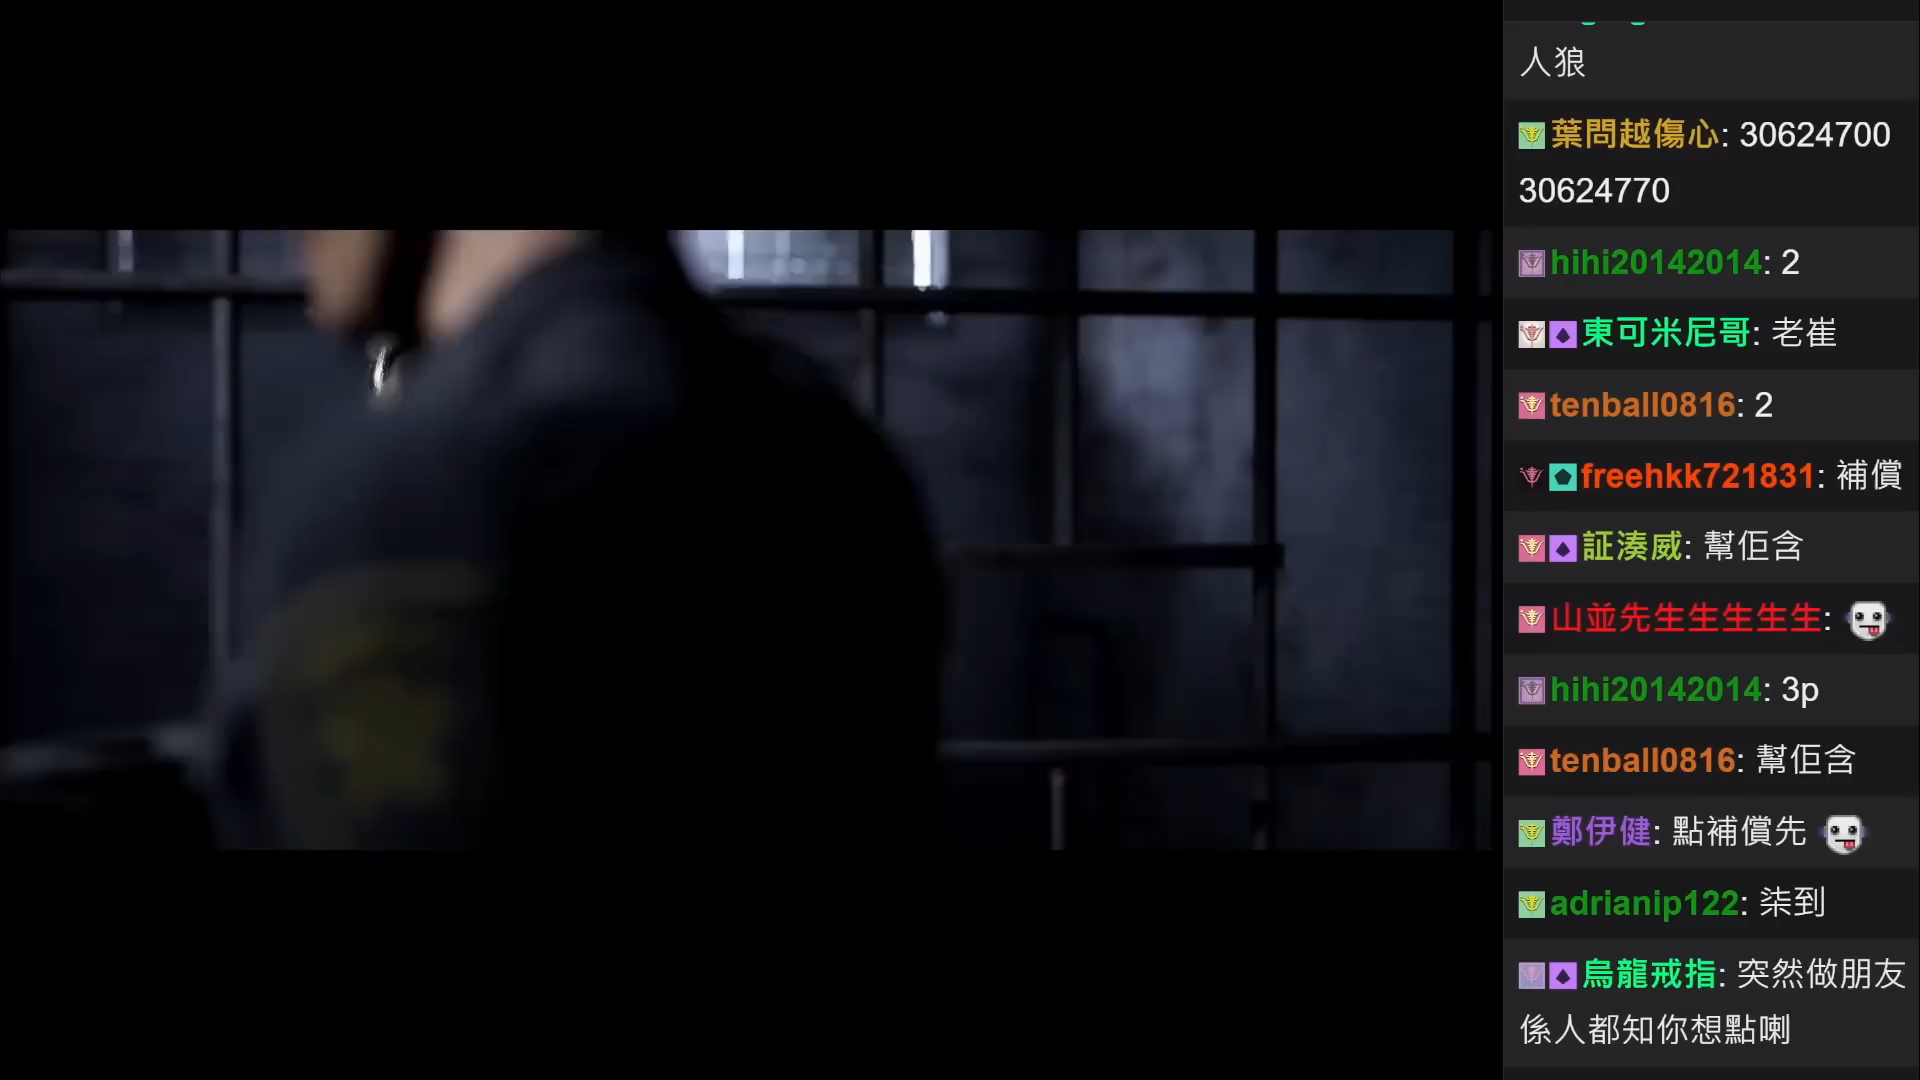 人狼
葉問越傷心: 30624700
30624770
hihi20142014: 2
東可米尼哥: 老崔
tenball0816: 2
freehkk721831: 補償
証湊威: 幫佢含
山並先生生生生生:
hihi20142014: 3p
tenball0816: 幫佢含
鄭伊健: 點補償先
adrianip122: 柒到
烏龍戒指: 突然做朋友
係人都知你想點喇